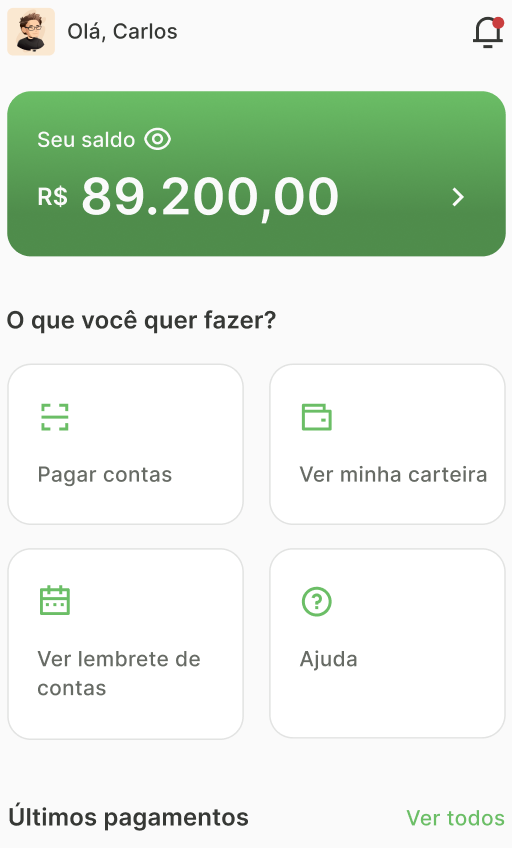 Olá, Carlos
Seu saldo
R$ 89.200,00
O que você quer fazer?
Pagar contas
Ver minha carteira
Ver lembrete de
contas
Ajuda
Últimos pagamentos
Ver todos